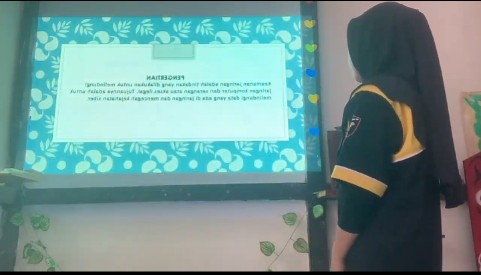 PENGERTIAN
Keamanan jaringan adalah tindakan yang dilakukan untuk melindungi
jaringan komputer dari serangan atau akses ilegal. Tujuannya adalah untuk
melindungi data yang ada di jaringan dan mencegah kejahatan siber.